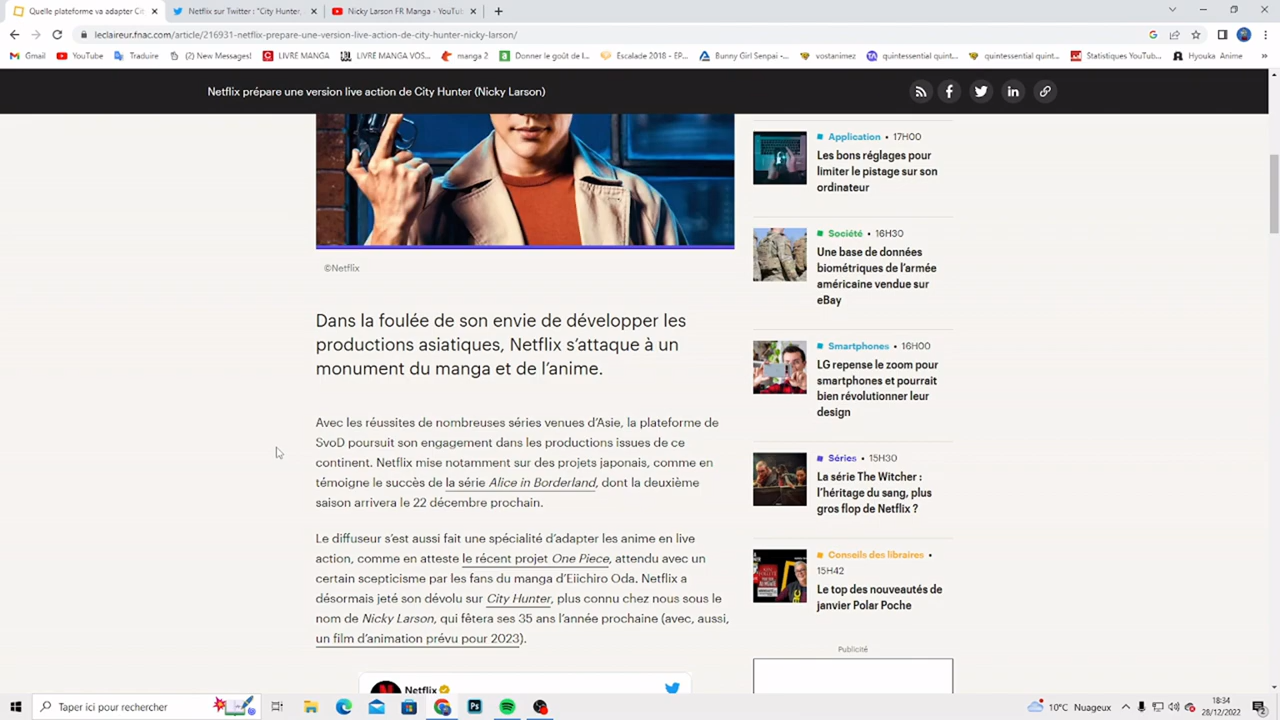 Quelle plateforme va adapter Cit
Netflix sur Twitter : "City Hunter,
Nicky Larson FR Manga - YouTu
leclaireur.fnac.com/article/216931-netflix-prepare-une-version-live-action-de-city-hunter-nicky-larson/
Gmail
YouTube
Traduire
(2) New Messages!
LIVRE MANGA
LIVRE MANGA VOS...
manga 2
Donner le goût de l...
Escalade 2018 - EP...
Bunny Girl Senpai -...
vostanimez
quintessential quint...
quintessential quint...
Statistiques YouTub...
Hyouka Anime
Netflix prépare une version live action de City Hunter (Nicky Larson)
©Netflix
Dans la foulée de son envie de développer les
productions asiatiques, Netflix s'attaque à un
monument du manga et de l'anime.
Avec les réussites de nombreuses séries venues d'Asie, la plateforme de
SvoD poursuit son engagement dans les productions issues de ce
continent. Netflix mise notamment sur des projets japonais, comme en
témoigne le succès de la série Alice in Borderland, dont la deuxième
saison arrivera le 22 décembre prochain.
Le diffuseur s'est aussi fait une spécialité d'adapter les anime en live
action, comme en atteste le récent projet One Piece, attendu avec un
certain scepticisme par les fans du manga d'Eiichiro Oda. Netflix a
désormais jeté son dévolu sur City Hunter, plus connu chez nous sous le
nom de Nicky Larson, qui fêtera ses 35 ans l'année prochaine (avec, aussi,
un film d'animation prévu pour 2023).
Netflix
Application • 17H00
Les bons réglages pour
limiter le pistage sur son
ordinateur
Société • 16H30
Une base de données
biométriques de l'armée
américaine vendue sur
eBay
Smartphones • 16H00
LG repense le zoom pour
smartphones et pourrait
bien révolutionner leur
design
Séries • 15H30
La série The Witcher :
l'héritage du sang, plus
gros flop de Netflix ?
Conseils des libraires •
15H42
Le top des nouveautés de
janvier Polar Poche
Publicité
Taper ici pour rechercher
10°C Nuageux
18:34
28/12/2022